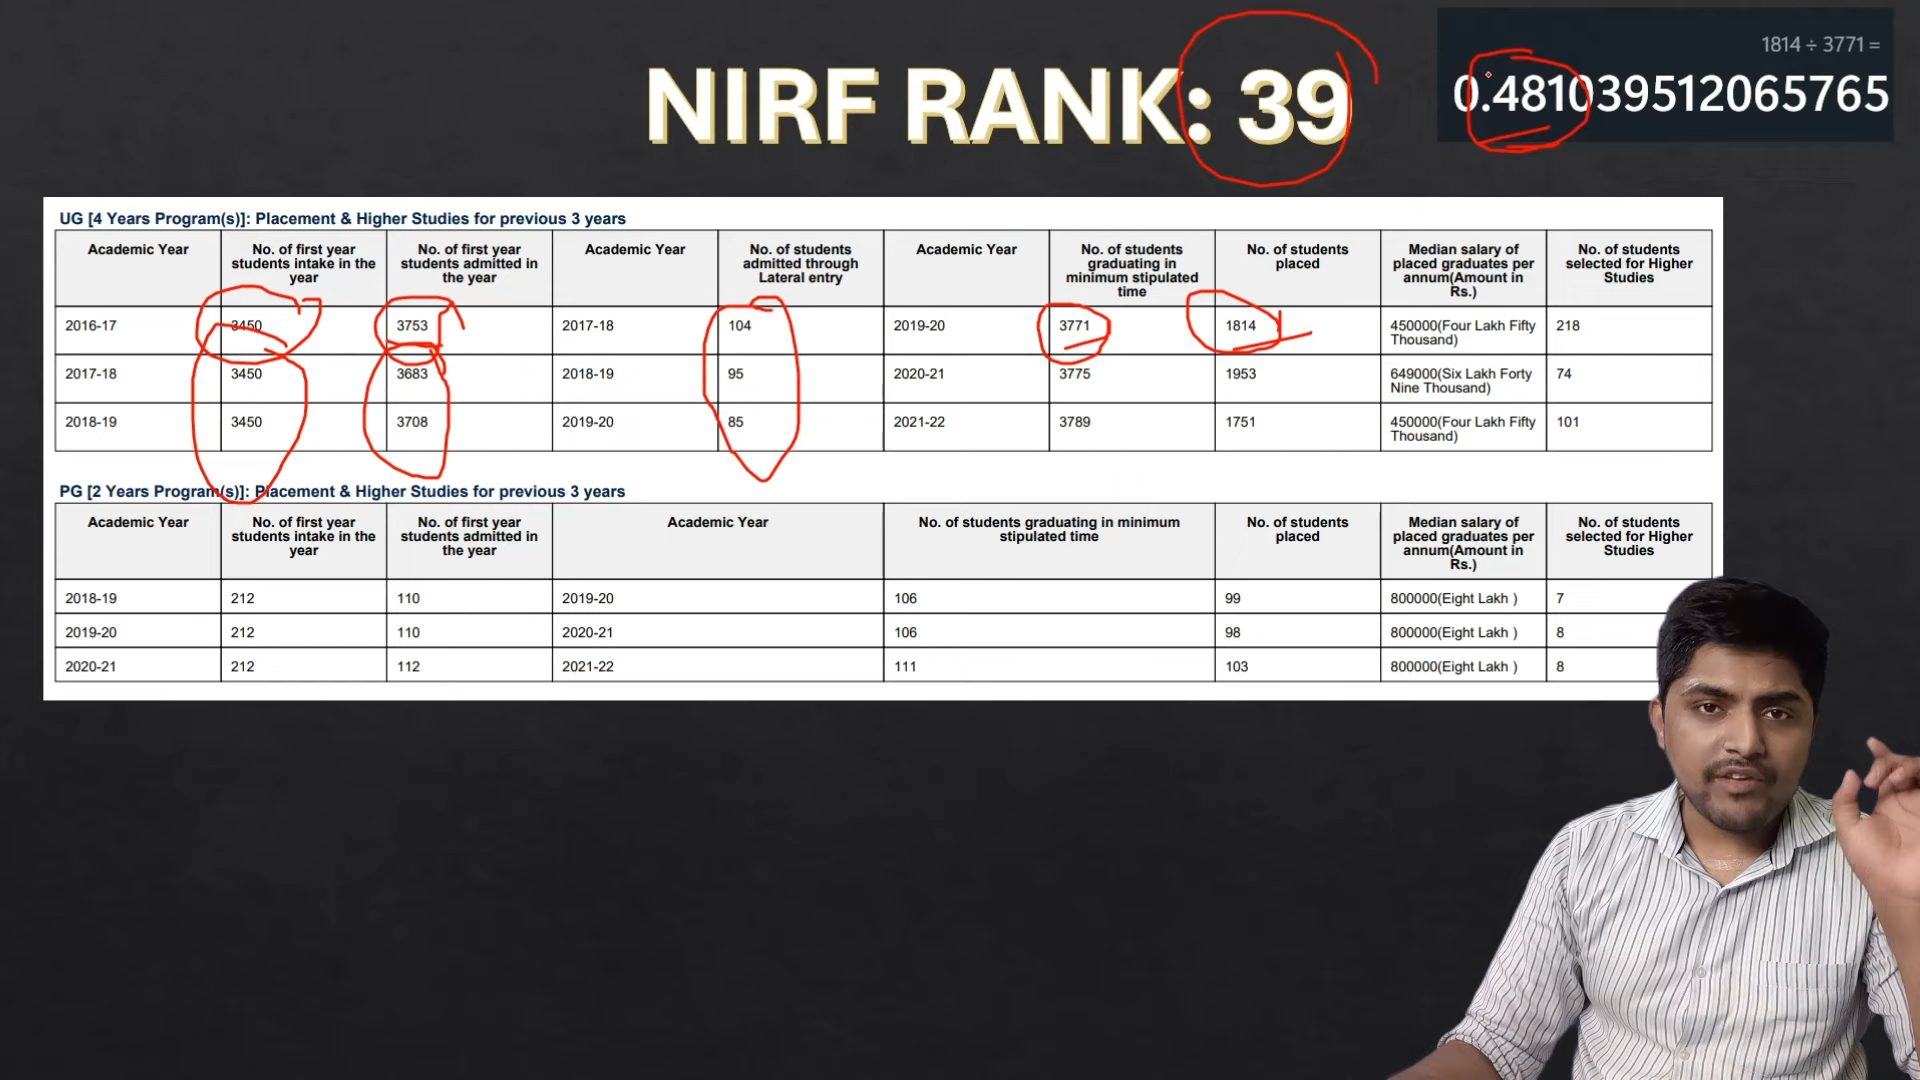 1814 ÷ 3771 =
0.481039512065765
NIRF RANK: 39
UG [4 Years Program(s)]: Placement & Higher Studies for previous 3 years
Academic Year
No. of first year
students intake in the
year
No. of first year
students admitted in
the year
Academic Year
No. of students
admitted through
Lateral entry
Academic Year
No. of students
graduating in
minimum stipulated
time
No. of students
placed
Median salary of
placed graduates per
annum(Amount in
Rs.)
No. of students
selected for Higher
Studies
2016-17 3450 3753 2017-18 104 2019-20 3771 1814 450000(Four Lakh Fifty 218
Thousand)
2017-18 3450 3683 2018-19 95 2020-21 3775 1953 649000(Six Lakh Forty 74
Nine Thousand)
2018-19 3450 3708 2019-20 85 2021-22 3789 1751 450000(Four Lakh Fifty 101
Thousand)
PG [2 Years Program(s)]: Placement & Higher Studies for previous 3 years
Academic Year
No. of first year
students intake in the
year
No. of first year
students admitted in
the year
Academic Year
No. of students graduating in minimum
stipulated time
No. of students
placed
Median salary of
placed graduates per
annum(Amount in
Rs.)
No. of students
selected for Higher
Studies
2018-19 212 110 2019-20 106 99 800000(Eight Lakh ) 7
2019-20 212 110 2020-21 106 98 800000(Eight Lakh ) 8
2020-21 212 112 2021-22 111 103 800000(Eight Lakh ) 8